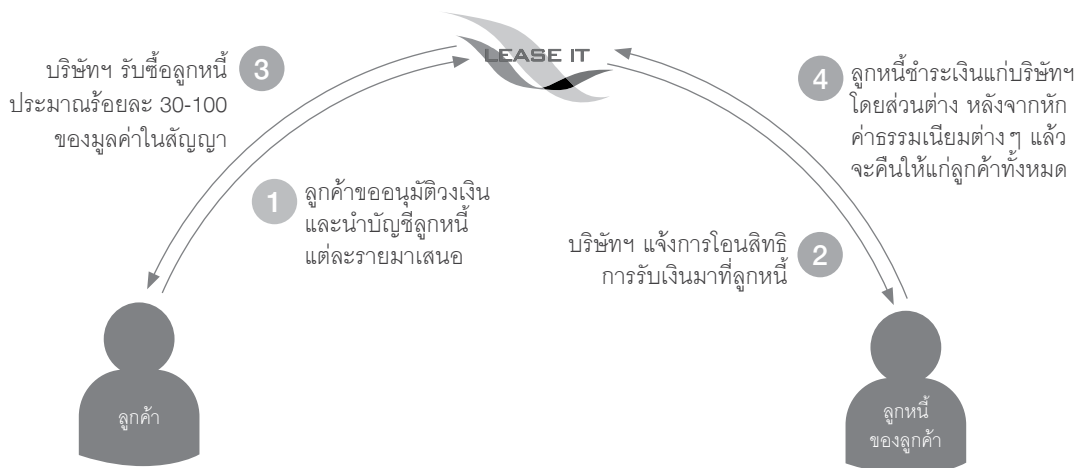 LEASE IT
3
บริษัทฯ รับซื้อลูกหนี้
ประมาณร้อยละ 30-100
ของมูลค่าในสัญญา
4
ลูกหนี้ชำระเงินแก่บริษัทฯ
โดยส่วนต่าง หลังจากหัก
ค่าธรรมเนียมต่างๆ แล้ว
จะคืนให้แก่ลูกค้าทั้งหมด
1
ลูกค้าขออนุมัติวงเงิน
และนำบัญชีลูกหนี้
แต่ละรายมาเสนอ
2
บริษัทฯ แจ้งการโอนสิทธิ
การรับเงินมาที่ลูกหนี้
ลูกค้า
ลูกหนี้
ของลูกค้า